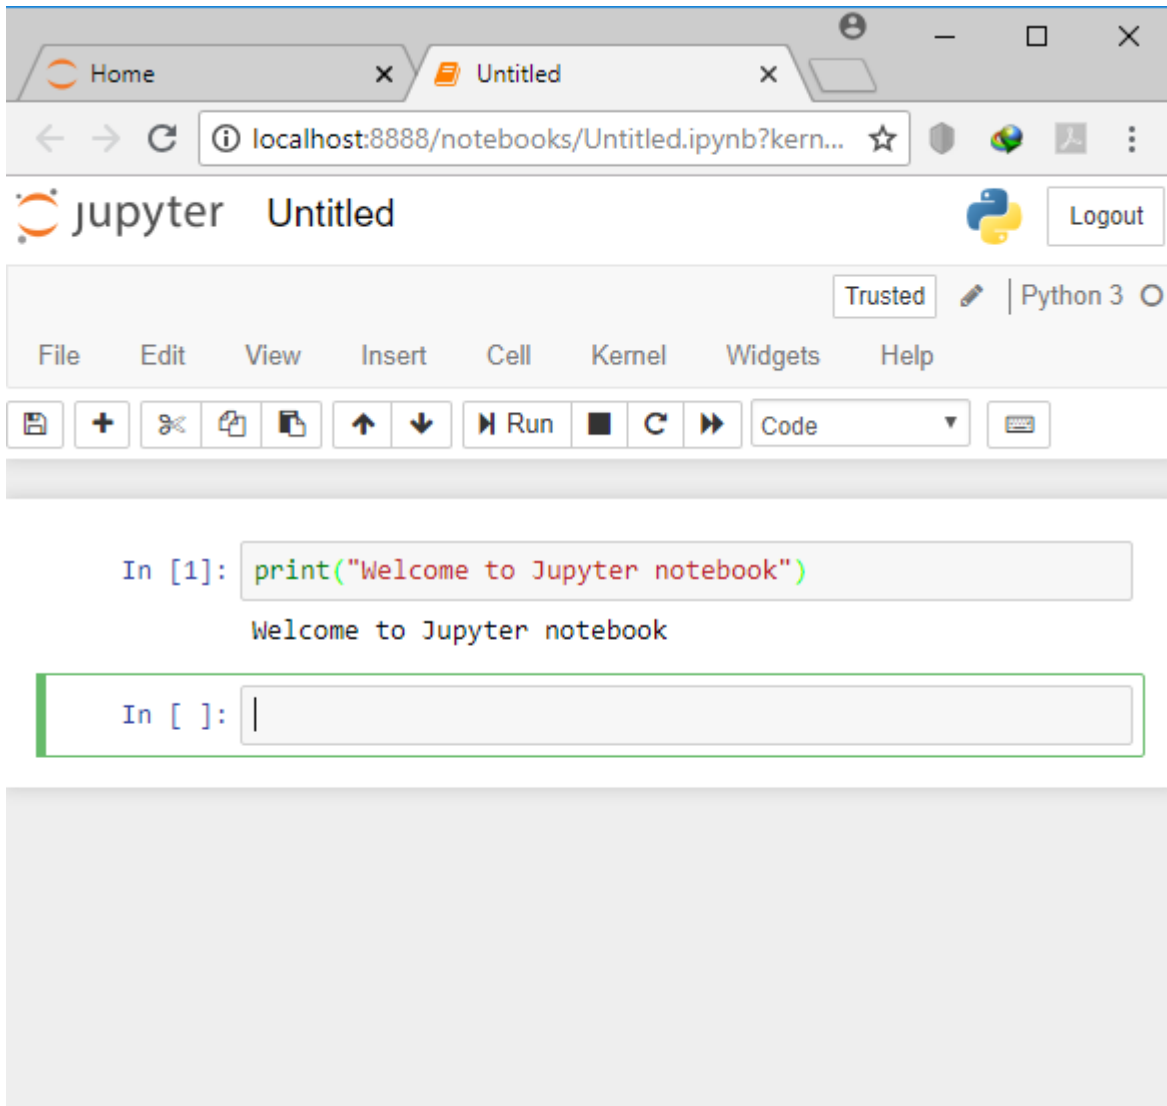 Home
Untitled
localhost:8888/notebooks/Untitled.ipynb?kern...
jupyter Untitled
Logout
Trusted
Python 3
File Edit View Insert Cell Kernel Widgets Help
Run
Code
In [1]: print("Welcome to Jupyter notebook")
Welcome to Jupyter notebook
In [ ]: